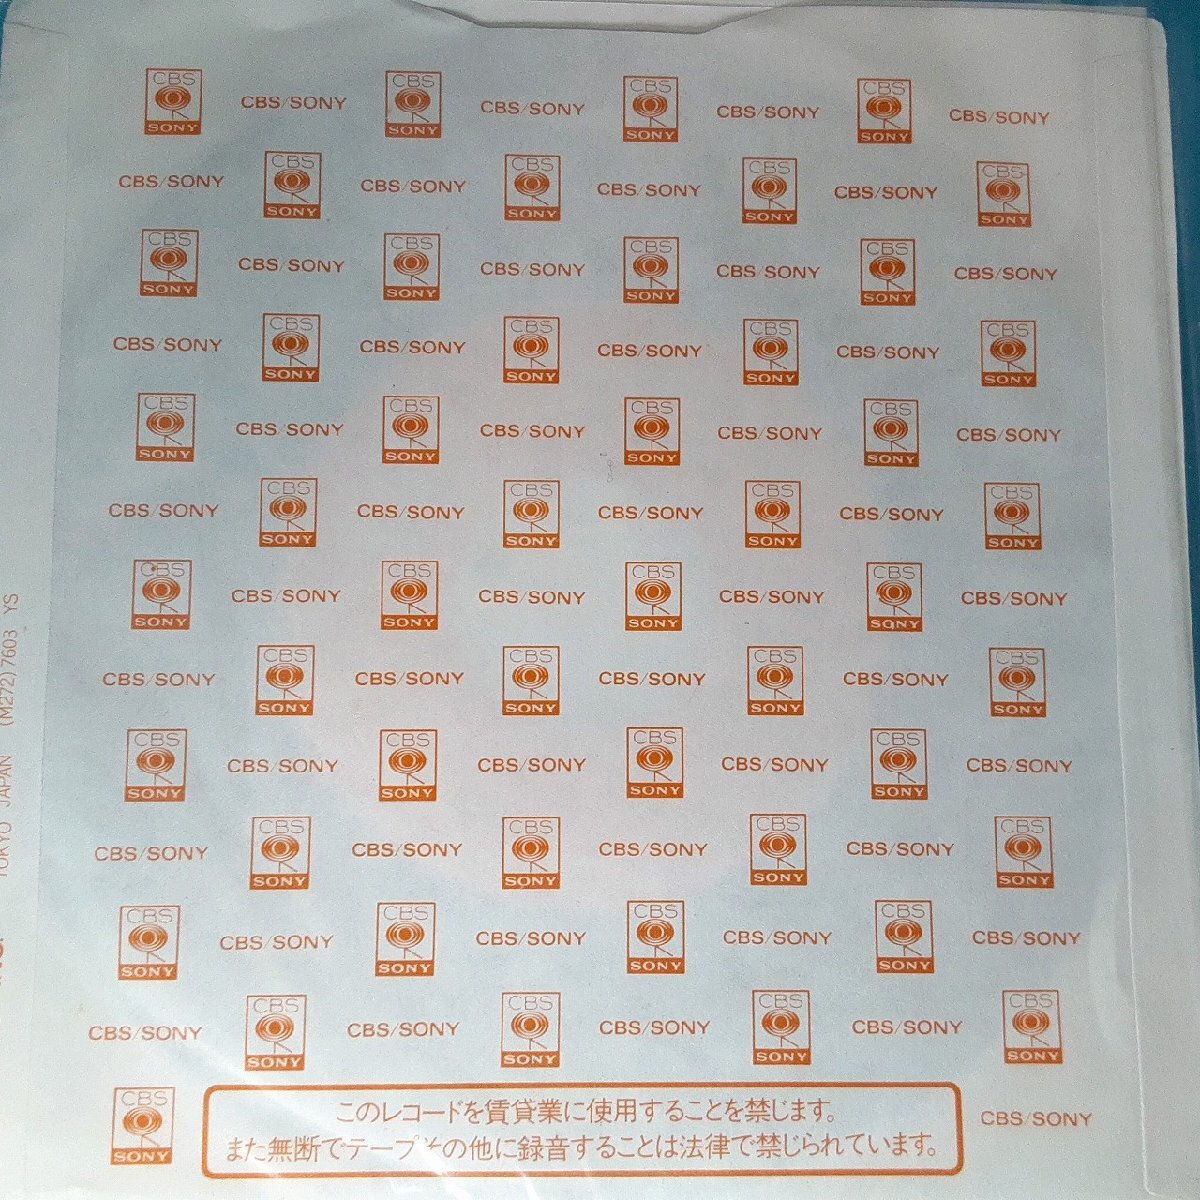 CBS SONY CBS/SONY CBS SONY CBS/SONY CBS SONY CBS/SONY CBS SONY CBS/SONY
CBS/SONY CBS SONY CBS/SONY CBS SONY CBS/SONY CBS SONY CBS/SONY CBS SONY
CBS SONY CBS/SONY CBS SONY CBS/SONY CBS SONY CBS/SONY CBS SONY CBS/SONY
CBS/SONY CBS SONY CBS/SONY CBS SONY CBS/SONY CBS SONY CBS/SONY CBS SONY
CBS SONY CBS/SONY CBS SONY CBS/SONY CBS SONY CBS/SONY CBS SONY CBS/SONY
CBS/SONY CBS SONY CBS/SONY CBS SONY CBS/SONY CBS SONY CBS/SONY CBS SONY
CBS SONY CBS/SONY CBS SONY CBS/SONY CBS SONY CBS/SONY CBS SONY CBS/SONY
CBS/SONY CBS SONY CBS/SONY CBS SONY CBS/SONY CBS SONY CBS/SONY CBS SONY
CBS SONY CBS/SONY CBS SONY CBS/SONY CBS SONY CBS/SONY CBS SONY CBS/SONY
CBS/SONY CBS SONY CBS/SONY CBS SONY CBS/SONY CBS SONY CBS/SONY CBS SONY
CBS SONY CBS/SONY CBS SONY CBS/SONY CBS SONY CBS/SONY CBS SONY CBS/SONY
CBS/SONY CBS SONY CBS/SONY CBS SONY CBS/SONY CBS SONY CBS/SONY CBS SONY
CBS SONY
このレコードを賃貸業に使用することを禁じます。
また無断でテープその他に録音することは法律で禁じられています。
CBS/SONY
TOKYO JAPAN (M272)7603 YS